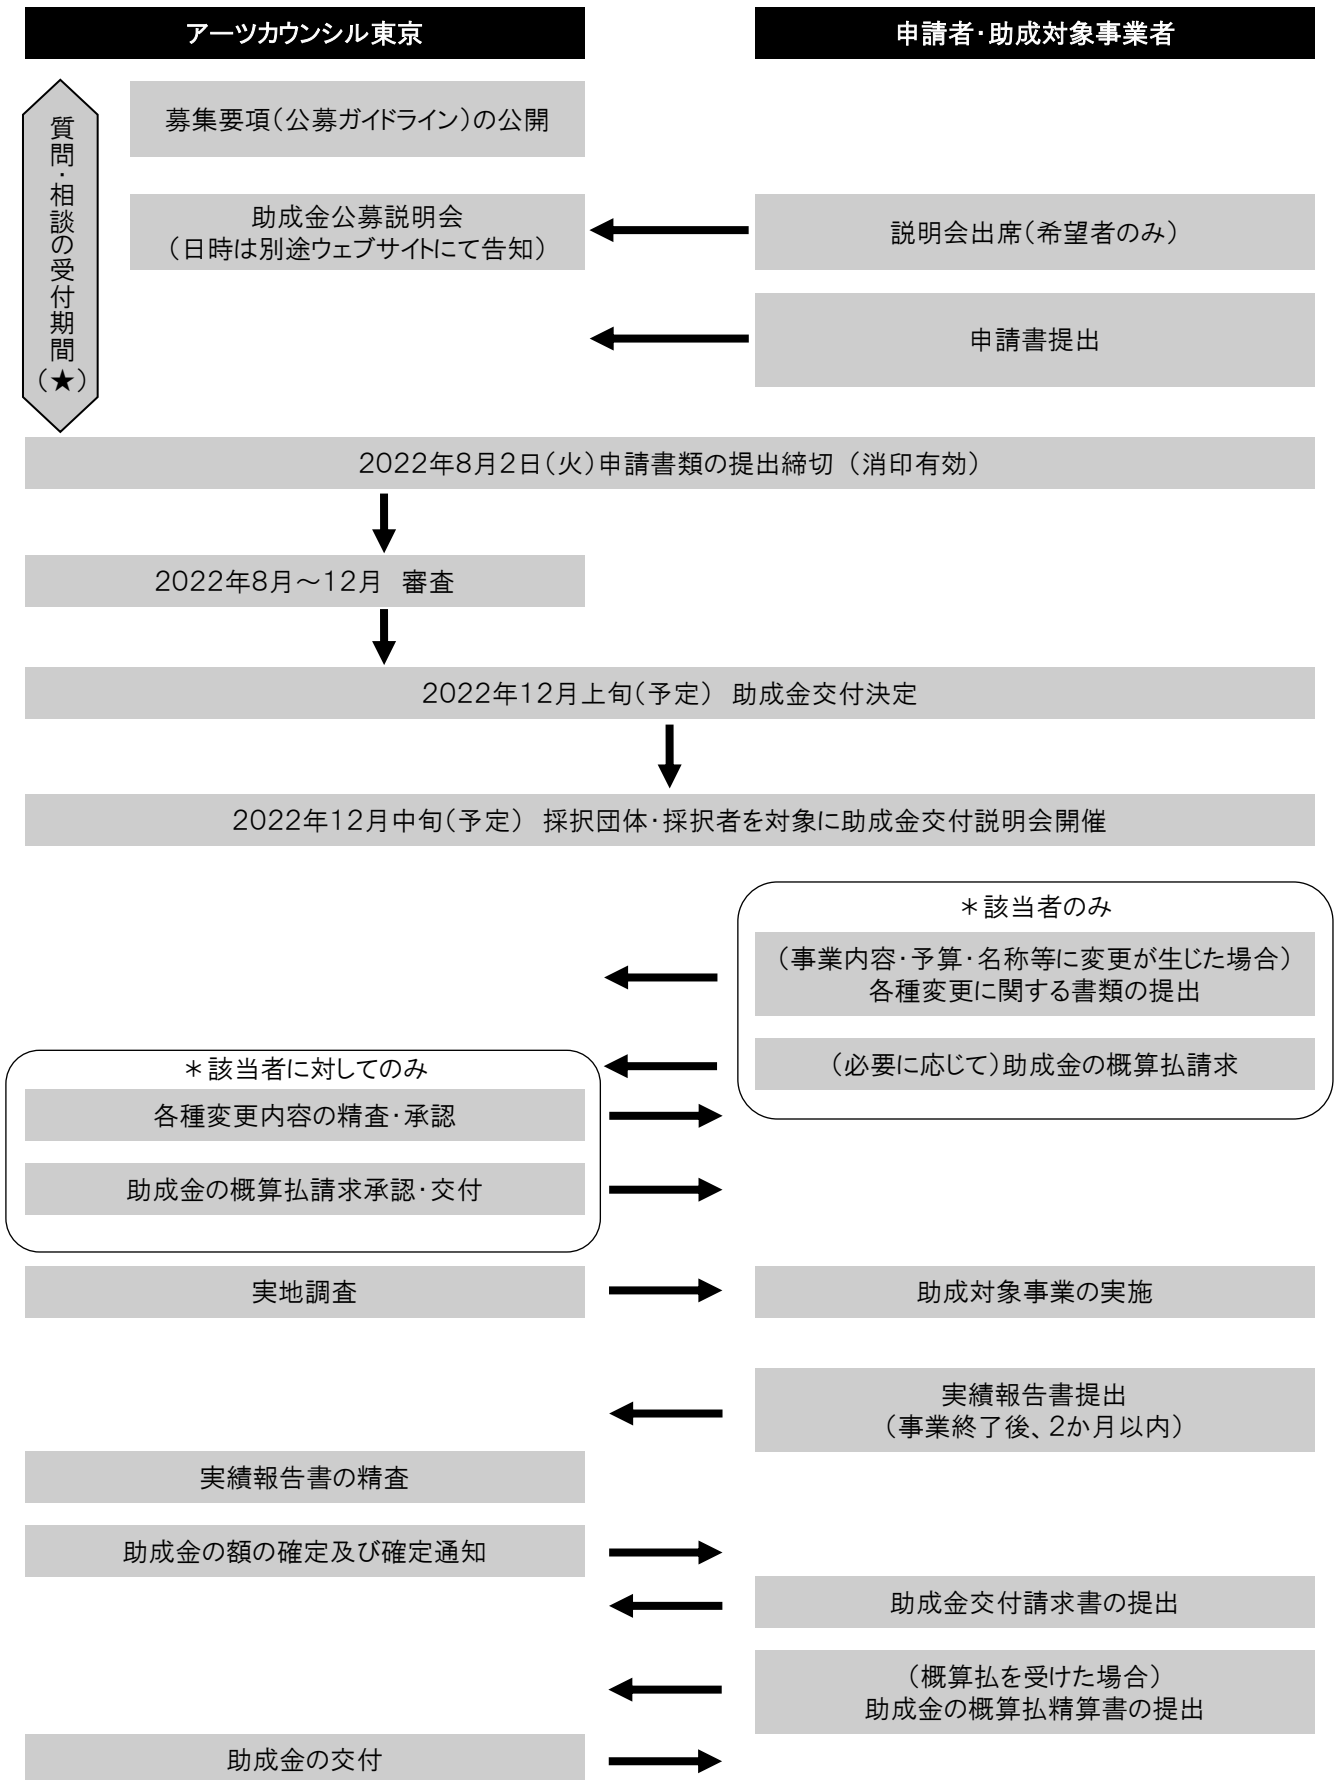 アーツカウンシル東京
申請者・助成対象事業者
質問・相談の受付期間（★）
募集要項（公募ガイドライン）の公開
助成金公募説明会
（日時は別途ウェブサイトにて告知）
説明会出席（希望者のみ）
申請書提出
2022年8月2日（火）申請書類の提出締切（消印有効）
2022年8月～12月　審査
2022年12月上旬（予定）　助成金交付決定
2022年12月中旬（予定）　採択団体・採択者を対象に助成金交付説明会開催
＊該当者のみ
（事業内容・予算・名称等に変更が生じた場合）
各種変更に関する書類の提出
（必要に応じて）助成金の概算払請求
＊該当者に対してのみ
各種変更内容の精査・承認
助成金の概算払請求承認・交付
実地調査
助成対象事業の実施
実績報告書提出
（事業終了後、2か月以内）
実績報告書の精査
助成金の額の確定及び確定通知
助成金交付請求書の提出
（概算払を受けた場合）
助成金の概算払精算書の提出
助成金の交付